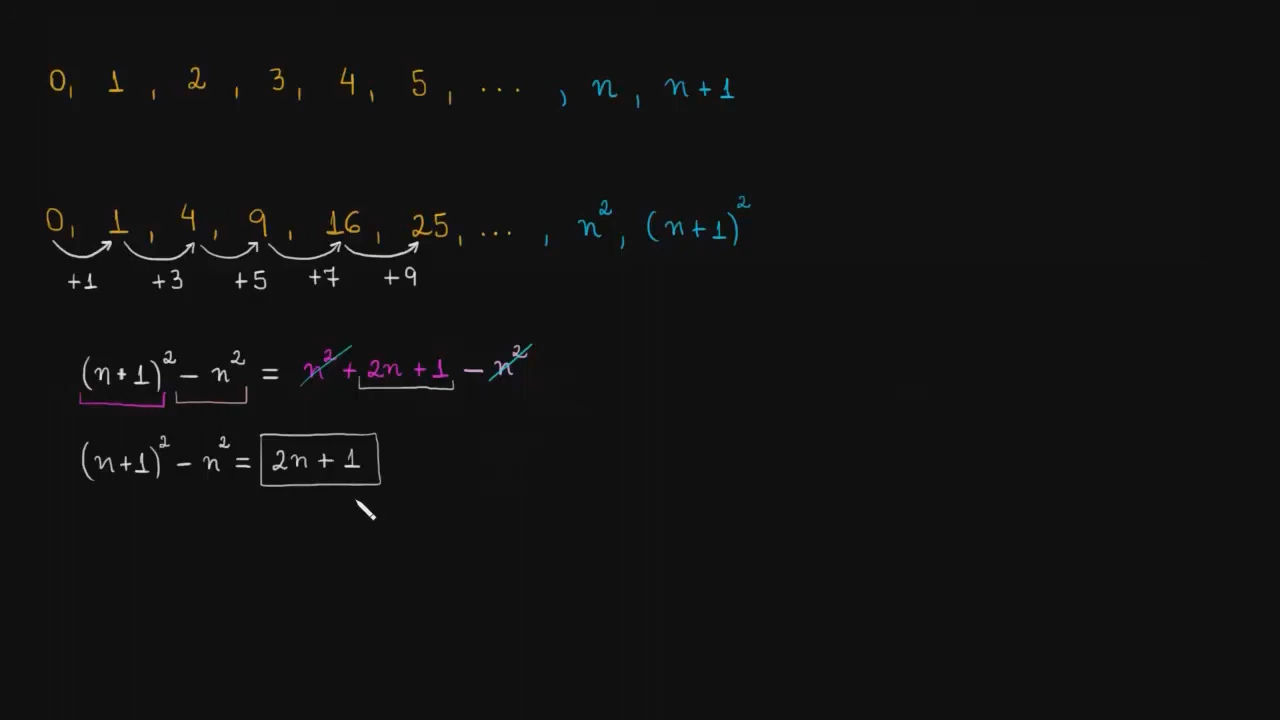 0, 1, 2, 3, 4, 5, ..., n, n+1
0, 1, 4, 9, 16, 25, ..., n², (n+1)²
+1 +3 +5 +7 +9
(n+1)² − n² = n² + 2n + 1 − n²
(n+1)² − n² = 2n + 1